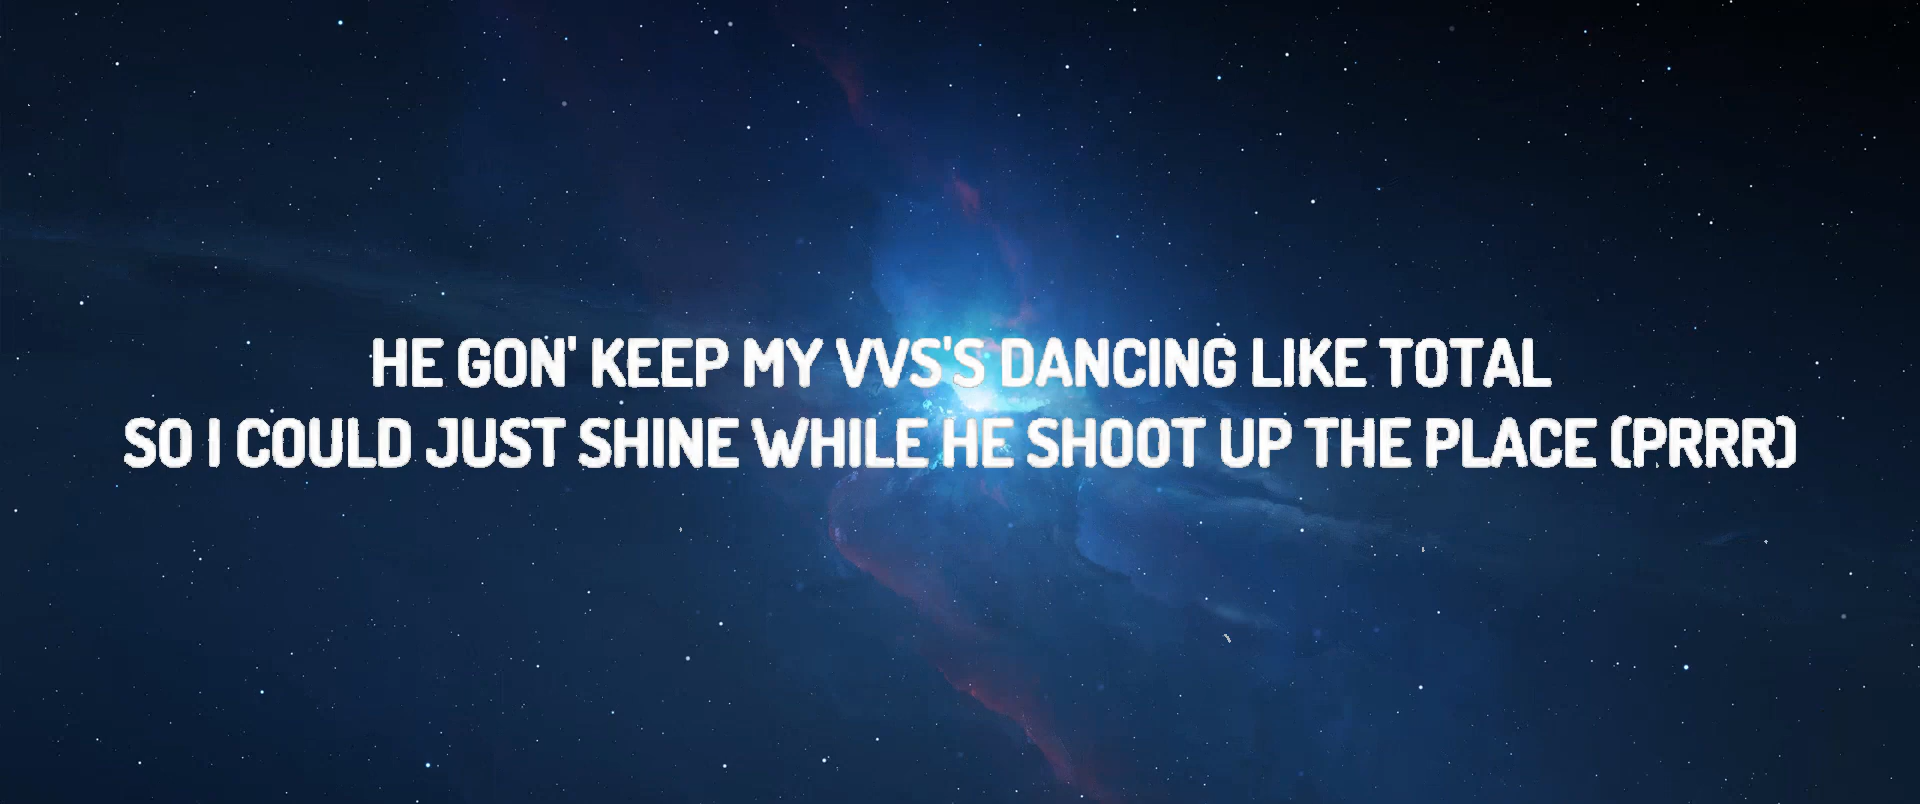 HE GON' KEEP MY VVS'S DANCING LIKE TOTAL
SO I COULD JUST SHINE WHILE HE SHOOT UP THE PLACE (PRRR)